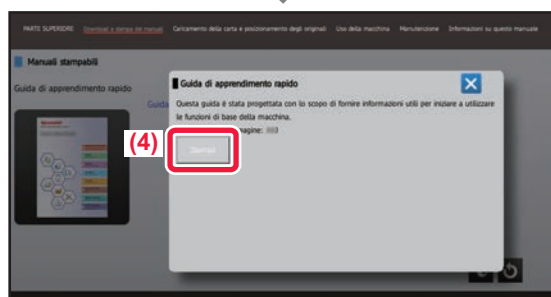 PARTE SUPERIORE Download e stampa dei manuali Caricamento della carta e posizionamento degli originali Uso della macchina Manutenzione Informazioni su questo manuale
Manuali stampabili
Guida di apprendimento rapido
Guida
Guida di apprendimento rapido
Questa guida è stata progettata con lo scopo di fornire informazioni utili per iniziare a utilizzare
le funzioni di base della macchina.
pagine:
(4)
Stampa